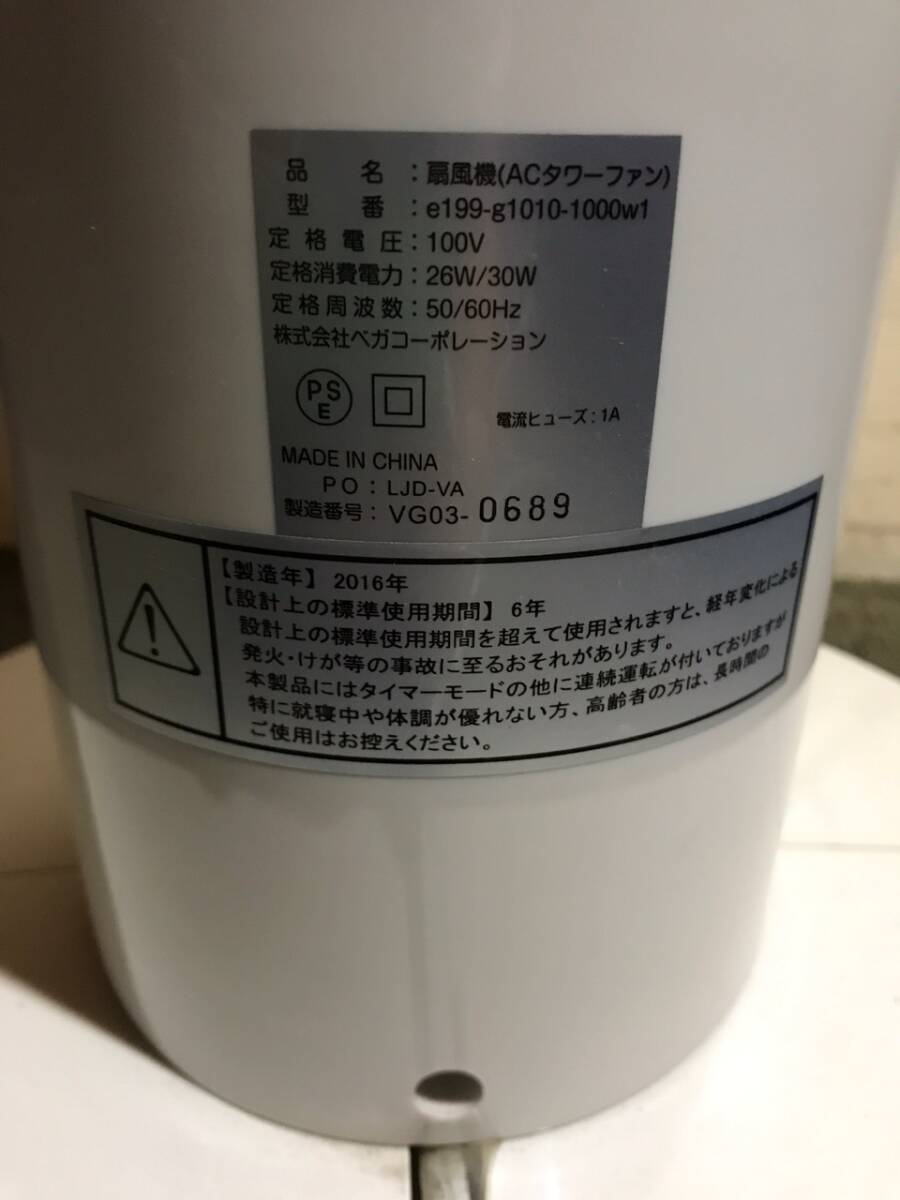 品名：扇風機(ACタワーファン)
型番：e199-g1010-1000w1
定格電圧：100V
定格消費電力：26W/30W
定格周波数：50/60Hz
株式会社ベガコーポレーション
PS
E
電流ヒューズ：1A
MADE IN CHINA
PO：LJD-VA
製造番号：VG03-0689
【製造年】2016年
【設計上の標準使用期間】6年
設計上の標準使用期間を超えて使用されますと、経年変化による
発火・けが等の事故に至るおそれがあります。
本製品にはタイマーモードの他に連続運転が付いておりますが
特に就寝中や体調が優れない方、高齢者の方は、長時間の
ご使用はお控えください。